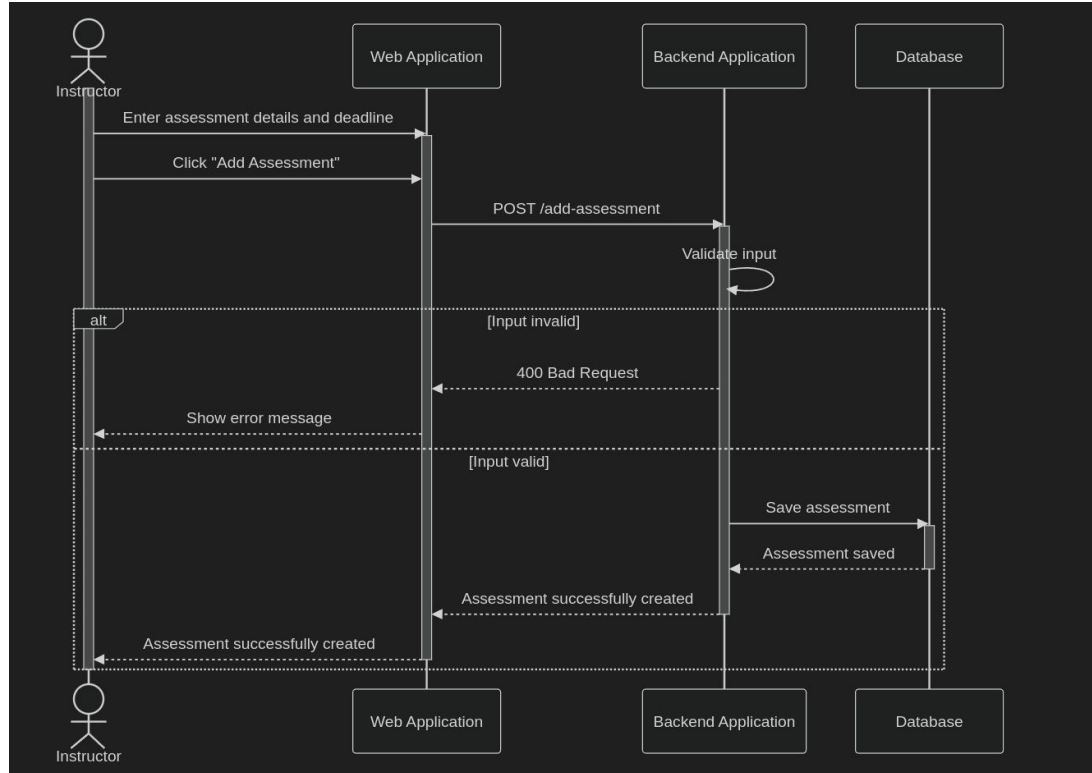 Web Application
Backend Application
Database
Instructor
Enter assessment details and deadline
Click "Add Assessment"
POST /add-assessment
Validate input
alt
[Input invalid]
400 Bad Request
Show error message
[Input valid]
Save assessment
Assessment saved
Assessment successfully created
Assessment successfully created
Web Application
Backend Application
Database
Instructor